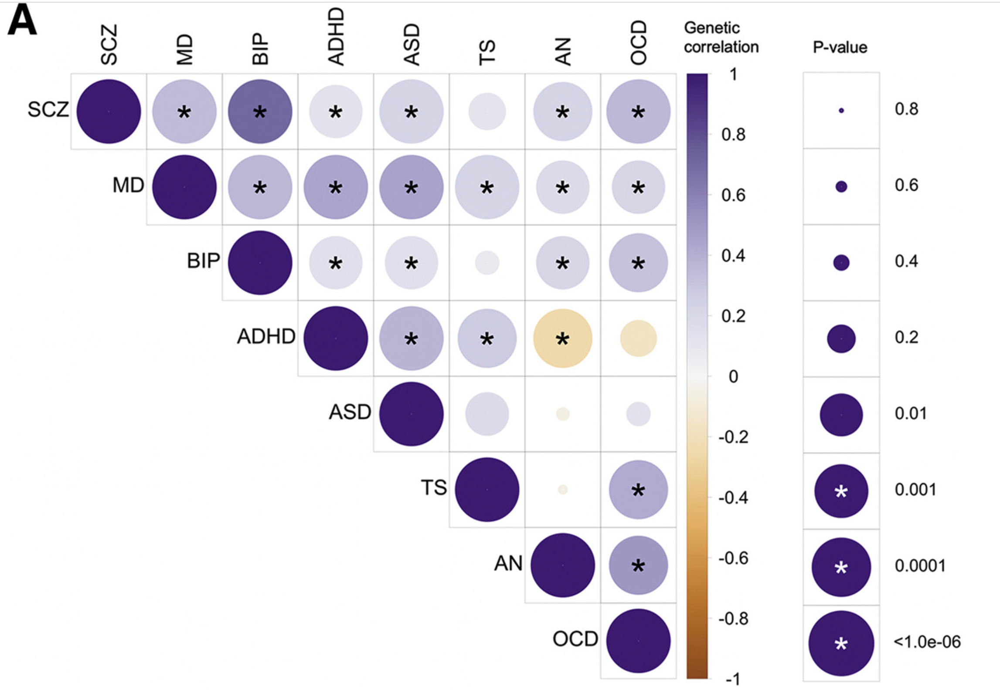 A
SCZ MD BIP ADHD ASD TS AN OCD
Genetic
correlation
P-value
SCZ * * * * * *
MD * * * * * *
BIP * * * *
ADHD * * *
ASD
TS *
AN *
OCD
1
0.8
0.6
0.4
0.2
0
-0.2
-0.4
-0.6
-0.8
-1
0.8
0.6
0.4
0.2
0.01
* 0.001
* 0.0001
* <1.0e-06